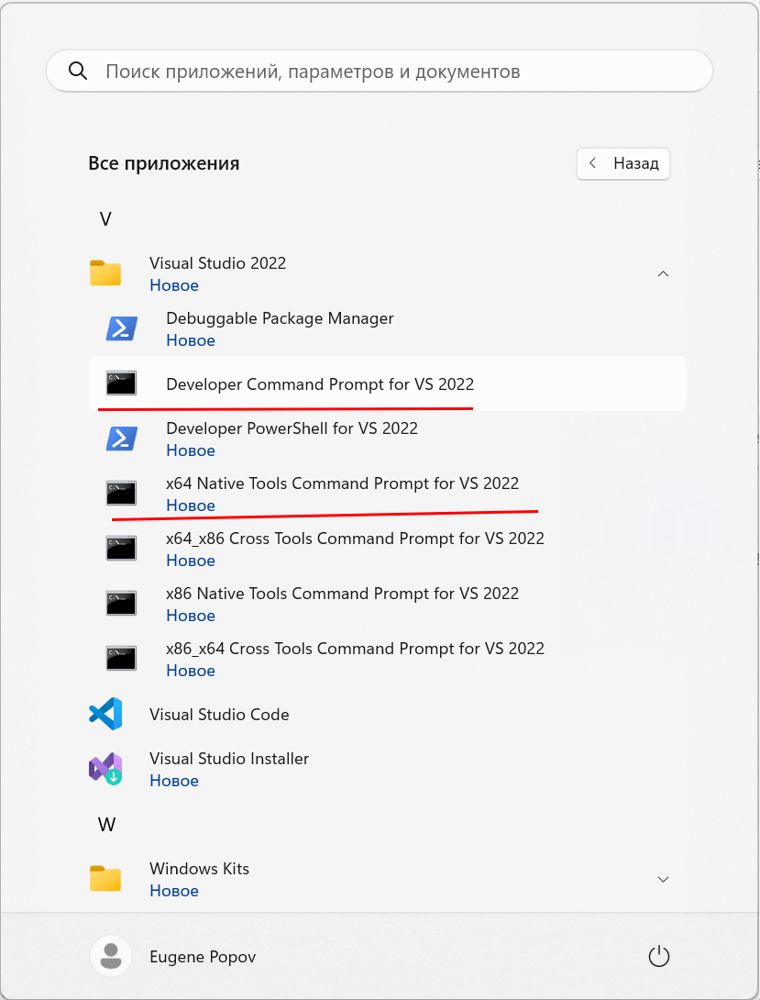 Поиск приложений, параметров и документов
Все приложения
Назад
V
Visual Studio 2022
Новое
Debuggable Package Manager
Новое
Developer Command Prompt for VS 2022
Developer PowerShell for VS 2022
Новое
x64 Native Tools Command Prompt for VS 2022
Новое
x64_x86 Cross Tools Command Prompt for VS 2022
Новое
x86 Native Tools Command Prompt for VS 2022
Новое
x86_x64 Cross Tools Command Prompt for VS 2022
Новое
Visual Studio Code
Visual Studio Installer
Новое
W
Windows Kits
Новое
Eugene Popov